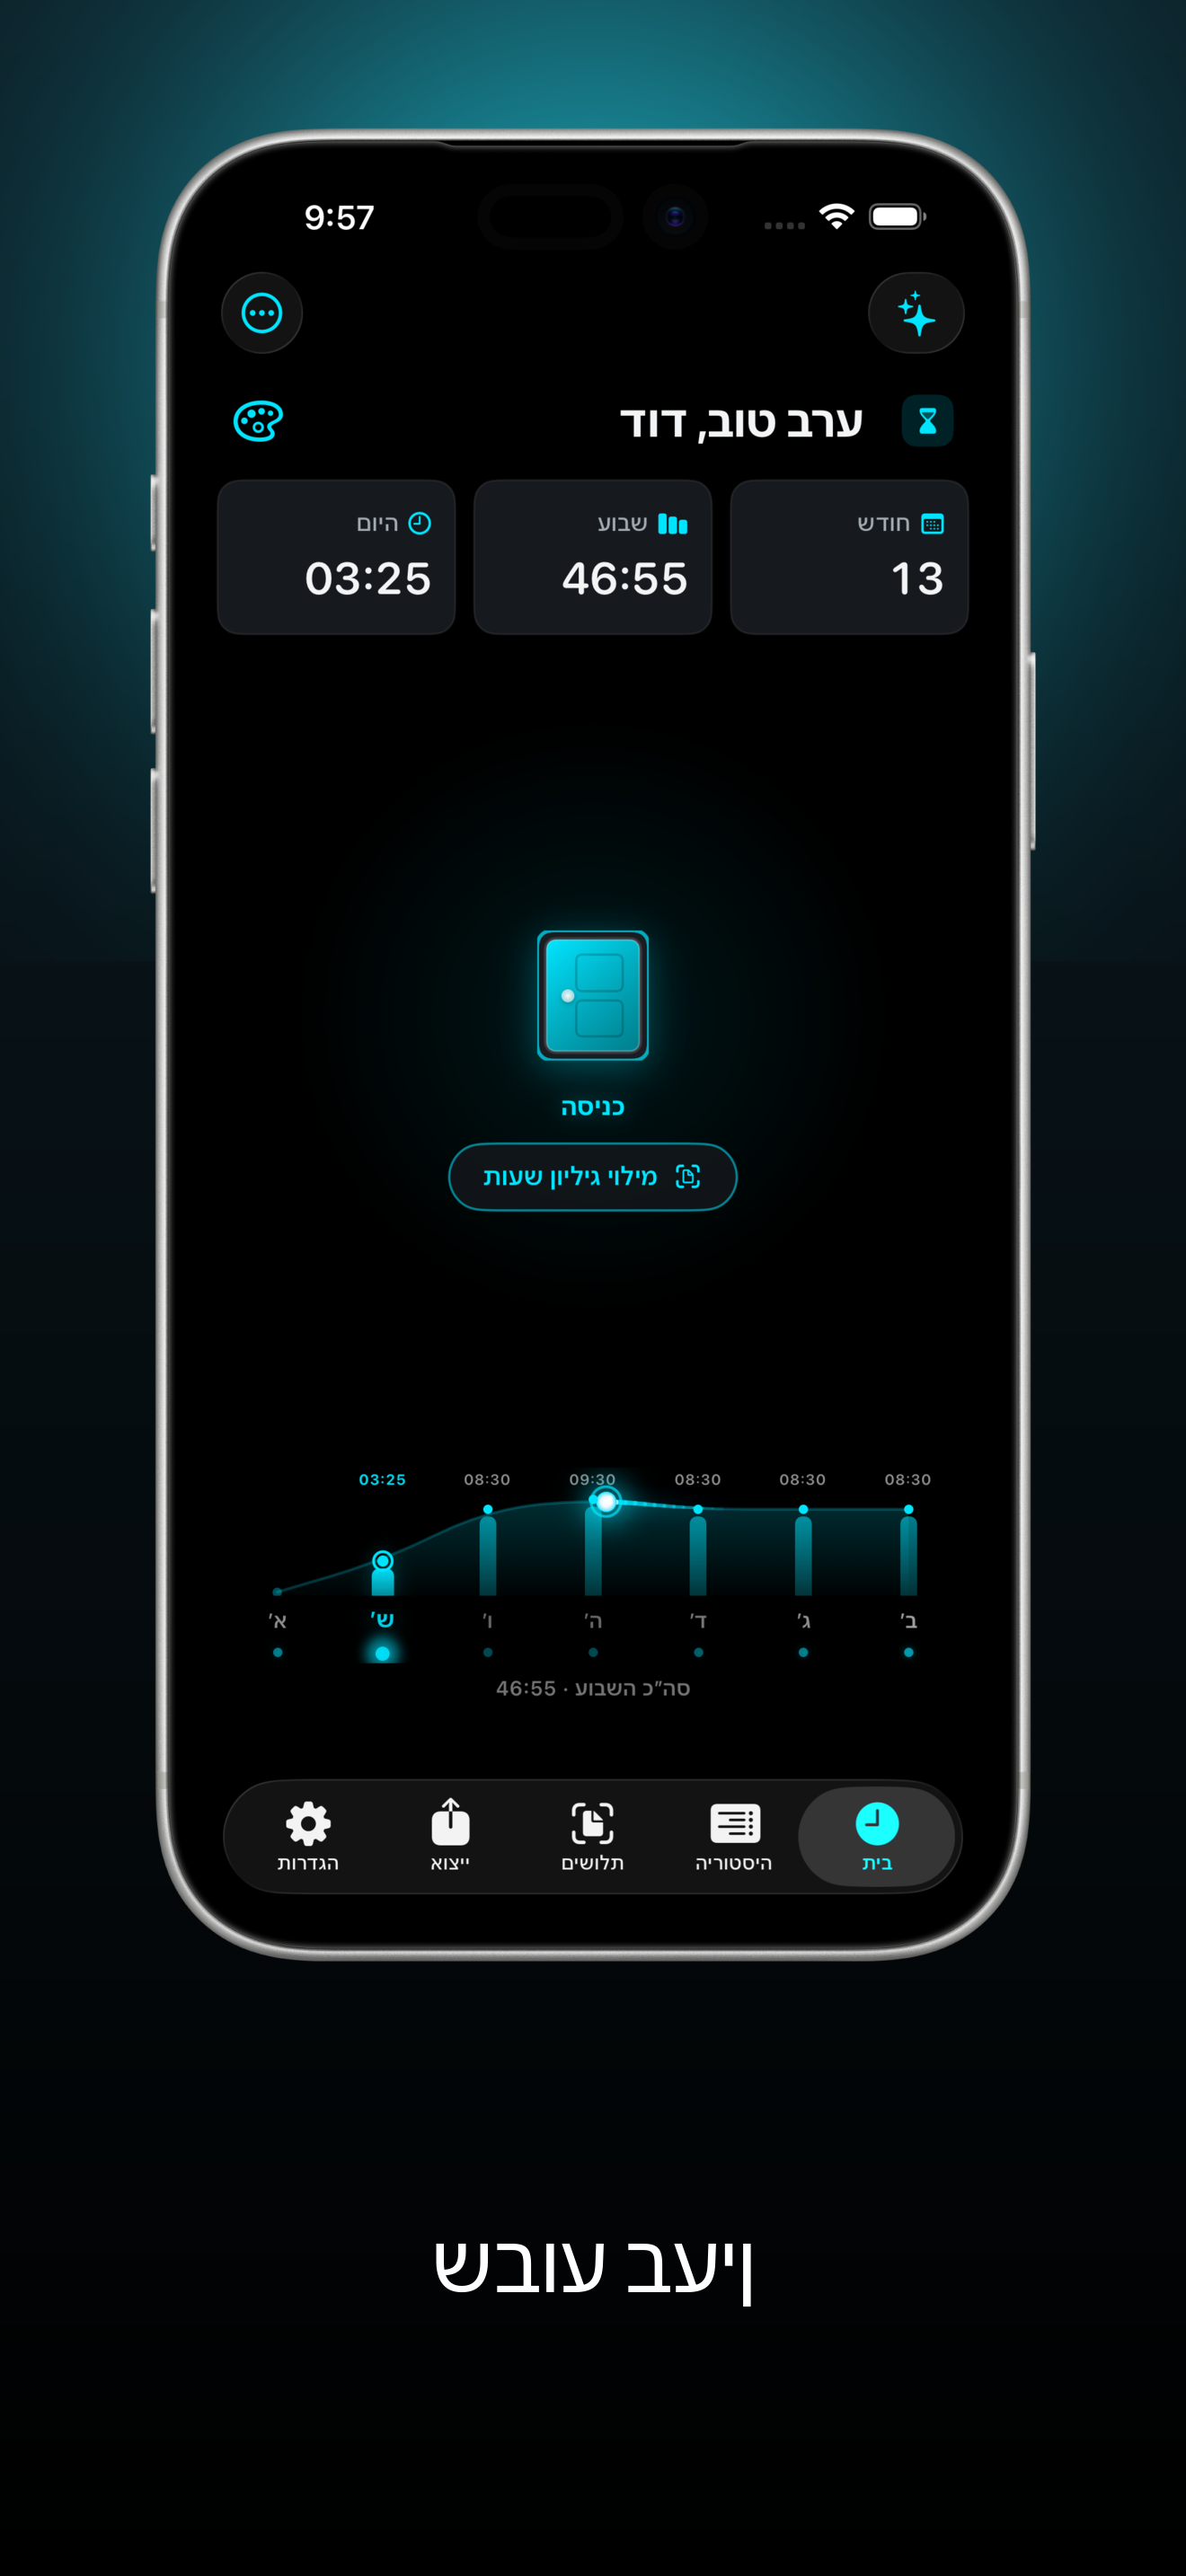 9:57
ערב טוב, דוד
חודש שבוע היום
13 46:55 03:25
כניסה
מילוי גיליון שעות
08:30 08:30 08:30 09:30 08:30 03:25
ב׳ ג׳ ד׳ ה׳ ו׳ ש׳ א׳
סה״כ השבוע · 46:55
בית היסטוריה תלושים ייצוא הגדרות
ןיעב עובש